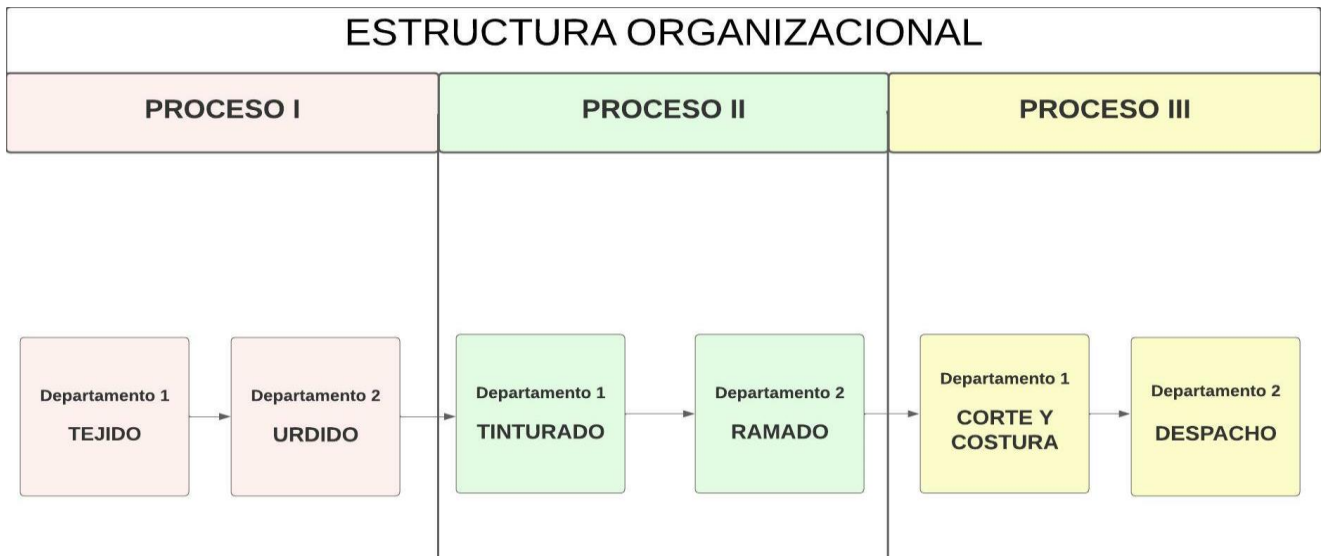 ESTRUCTURA ORGANIZACIONAL
PROCESO I
PROCESO II
PROCESO III
Departamento 1
TEJIDO
Departamento 2
URDIDO
Departamento 1
TINTURADO
Departamento 2
RAMADO
Departamento 1
CORTE Y
COSTURA
Departamento 2
DESPACHO